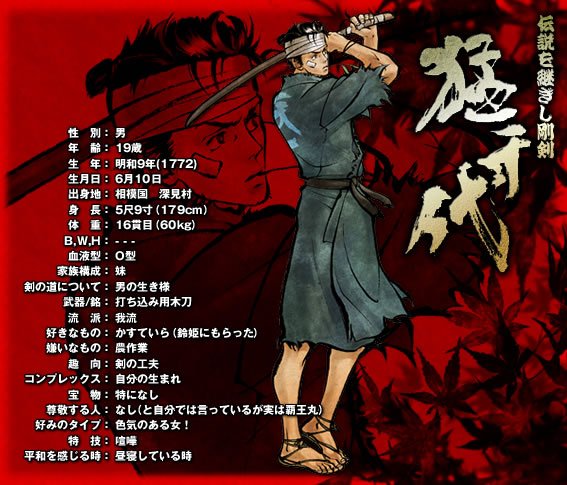 伝説を継ぎし剛剣
猛千代
性　別： 男
年　齢： 19歳
生　年： 明和9年(1772)
生月日： 6月10日
出身地： 相模国　深見村
身　長： 5尺9寸(179cm)
体　重： 16貫目(60kg)
B,W,H： - - -
血液型： O型
家族構成： 妹
剣の道について： 男の生き様
武器/銘： 打ち込み用木刀
流　派： 我流
好きなもの： かすていら(鈴姫にもらった)
嫌いなもの： 農作業
趣　向： 剣の工夫
コンプレックス： 自分の生まれ
宝　物： 特になし
尊敬する人： なし(と自分では言っているが実は覇王丸)
好みのタイプ： 色気のある女！
特　技： 喧嘩
平和を感じる時： 昼寝している時